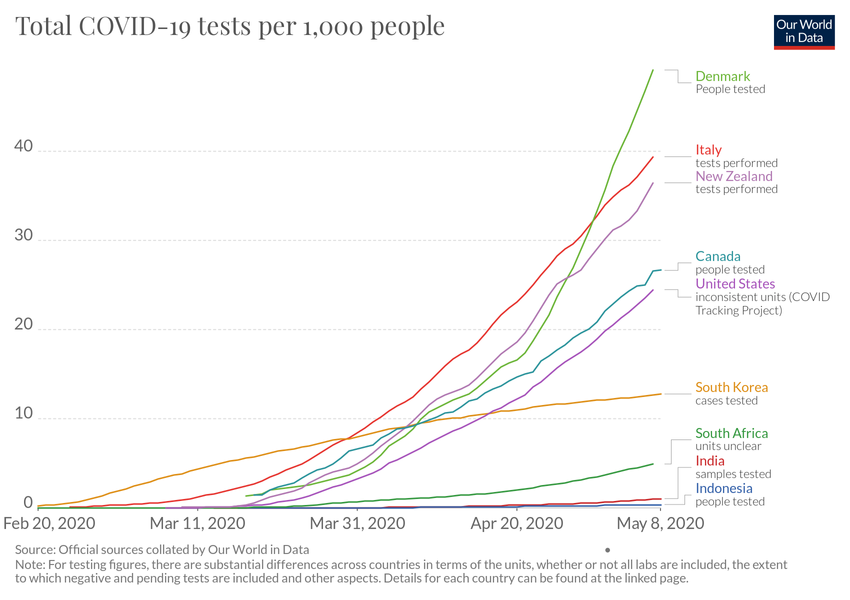 Total COVID-19 tests per 1,000 people
Our World
in Data
Denmark
People tested
40
Italy
tests performed
New Zealand
tests performed
30
Canada
people tested
United States
inconsistent units (COVID
Tracking Project)
20
South Korea
cases tested
10
South Africa
units unclear
India
samples tested
Indonesia
people tested
0
Feb 20, 2020
Mar 11, 2020
Mar 31, 2020
Apr 20, 2020
May 8, 2020
Source: Official sources collated by Our World in Data
Note: For testing figures, there are substantial differences across countries in terms of the units, whether or not all labs are included, the extent
to which negative and pending tests are included and other aspects. Details for each country can be found at the linked page.